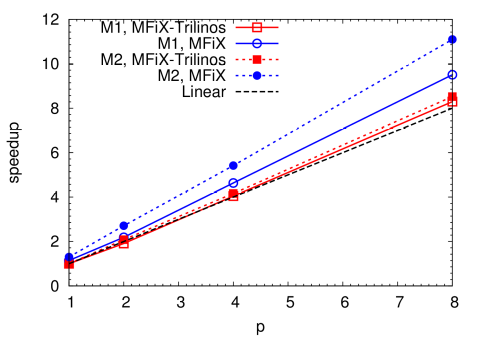 12
10
8
6
4
2
0
speedup
M1, MFiX-Trilinos
M1, MFiX
M2, MFiX-Trilinos
M2, MFiX
Linear
1 2 3 4 5 6 7 8
p